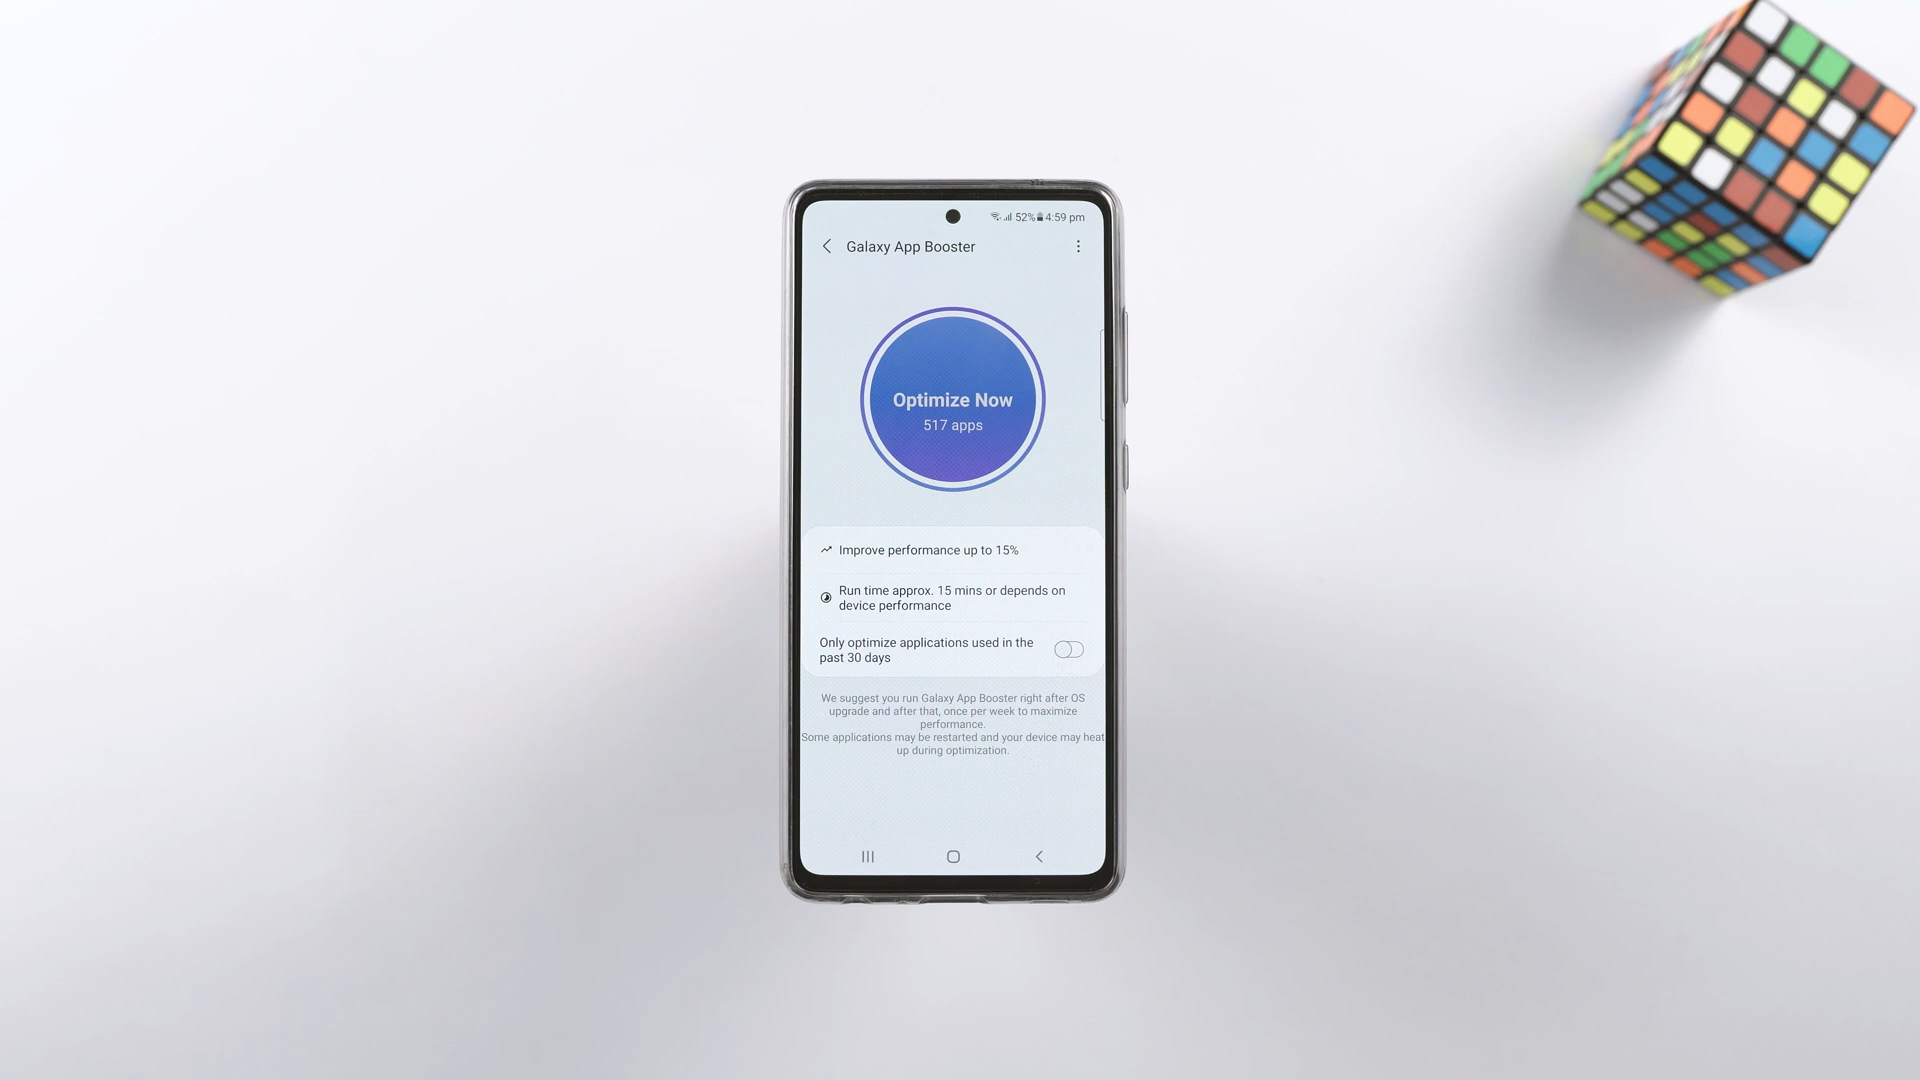 52% 4:59 pm
Galaxy App Booster
Optimize Now
517 apps
Improve performance up to 15%
Run time approx. 15 mins or depends on
device performance
Only optimize applications used in the
past 30 days
We suggest you run Galaxy App Booster right after OS
upgrade and after that, once per week to maximize
performance.
Some applications may be restarted and your device may heat
up during optimization.